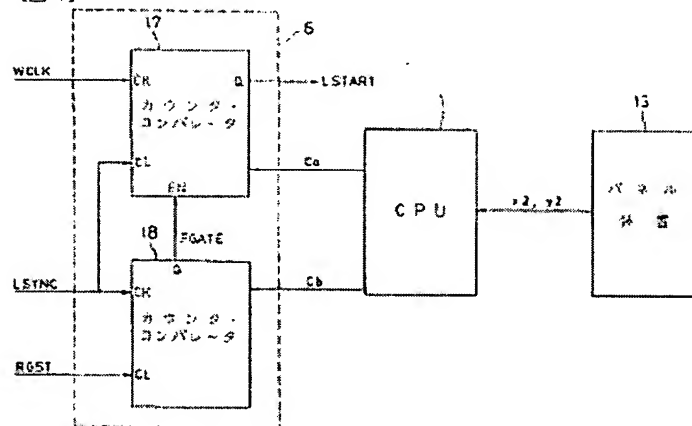 17
6
WCLK
CK
Q
LSTART
カウンタ・
コンパレータ
CL
EN
Ca
CPU
x2, y2
13
パネル
装置
FGATE
18
Q
LSYNC
CK
カウンタ・
コンパレータ
Cb
RGST
CL